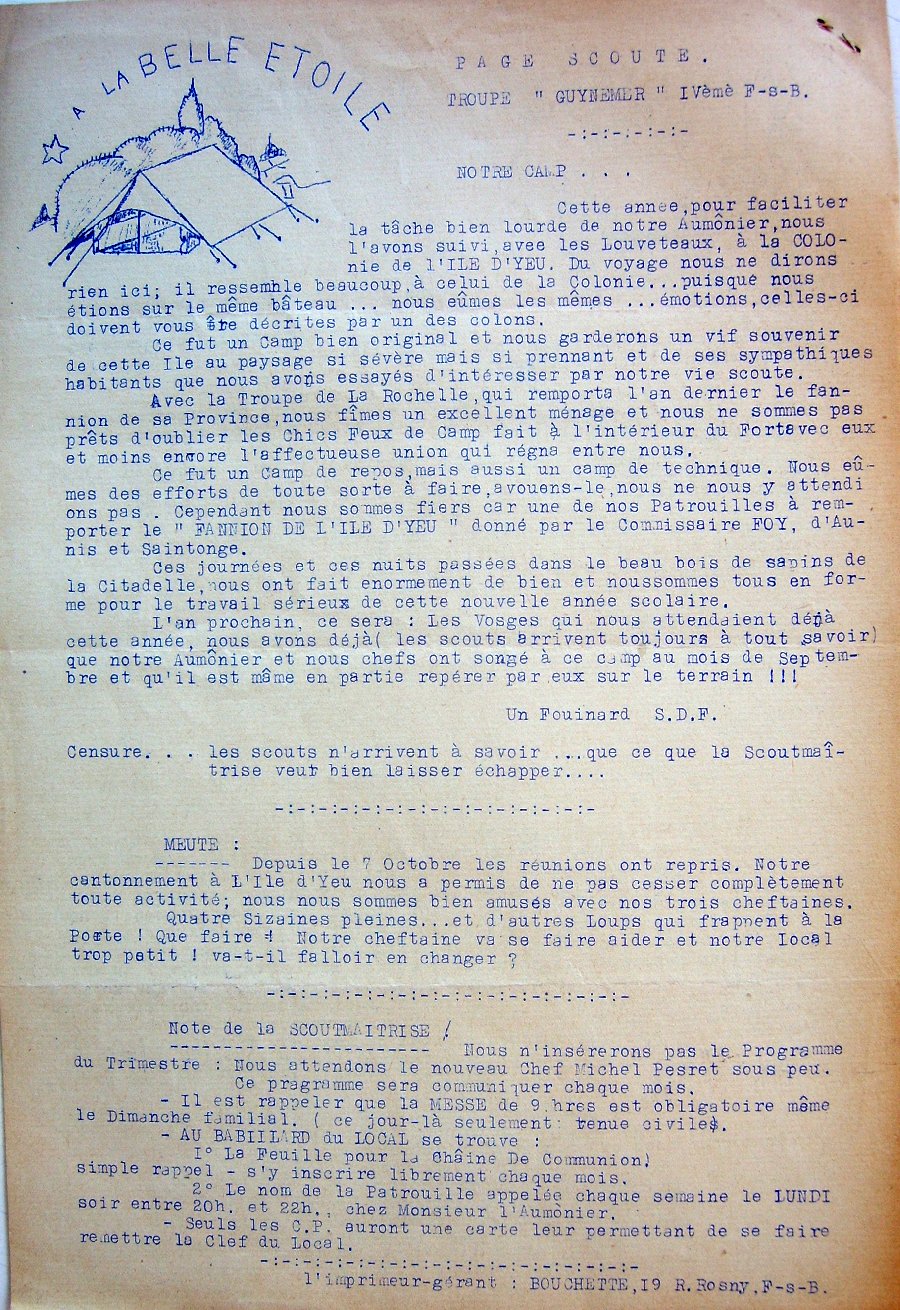 A LA BELLE ETOILE
PAGE SCOUTE.
TROUPE " GUYNEMER " IVèmè F-s-B.
-:-:-.-:-:-
NOTRE CAMP . . .
Cette année,pour faciliter
la tâche bien lourde de notre Aumônier,nous
l'avons suivi,avee les Louveteaux, à la COLO-
nie de l'ILE D'YEU. Du voyage nous ne dirons
rien ici; il ressemhle beaucoup à celui de la Colonie...puisque nous
étions sur le même bâteau ... nous eûmes les mêmes ...émotions,celles-ci
doivent vous être décrites par un des colons.
Ce fut un Camp bien original et nous garderons un vif souvenir
de cette Ile au paysage si sévère mais si prennant et de ses sympathiques
habitants que nous avons essayés d'intéresser par notre vie scoute.
Avec la Troupe de La Rochelle,qui remporta l'an dernier le fan-
nion de sa Province,nous fîmes un excellent ménage et nous ne sommes pas
prêts d'oublier les Chics Feux de Camp fait à l'intérieur du Fortavec eux
et moins encore l'affectueuse union qui régna entre nous.
Ce fut un Camp de repos,mais aussi un camp de technique. Nous eû-
mes des efforts de toute sorte à faire,avouens-le,nous ne nous y attendi
ons pas . Cependant nous sommes fiers car une de nos Patrouilles à rem-
porter le " FANNION DE L'ILE D'YEU " donné par le Commissaire FOY, d'Au-
nis et Saintonge.
Ces journées et ces nuits passées dans le beau bois de sapins de
la Citadelle,nous ont fait enormement de bien et noussommes tous en for-
me pour le travail sérieux de cette nouvelle année scolaire.
L'an prochain, ce sera : Les Vosges qui nous attendaient déjà
cette année, nous avons déjà( les scouts arrivent toujours à tout savoir)
que notre Aumônier et nous chefs ont songé à ce camp au mois de Septem-
bre et qu'il est mâme en partie repérer par eux sur le terrain !!!
Un Fouinard S.D.F.
Censure. . . les scouts n'arrivent à savoir ...que ce que la Scoutmaî-
trise veut bien laisser échapper....
-:-:-:-:-:-:-:-:-:-:-:-:-:-:-
MEUTE :
------- Depuis le 7 Octobre les réunions ont repris. Notre
cantonnement à L'Ile d'Yeu nous a permis de ne pas cesser complètement
toute activité; nous nous sommes bien amusés avec nos trois cheftaines.
Quatre Sizaines pleines...et d'autres Loups qui frappent à la
Porte ! Que faire ! Notre cheftaine va se faire aider et notre local
trop petit ! va-t-il falloir en changer ?
-:-:-:-:-:-:-:-:-:-:-:-:-:-:-:-:-:-
Note de la SCOUTMAITRISE !
----------------------- Nous n'insérerons pas le Programme
du Trimestre : Nous attendons le nouveau Chef Michel Pesret sous peu.
Ce pragramme sera communiquer chaque mois.
- Il est rappeler que la MESSE de 9 hres est obligatoire même
le Dimanche familial. ( ce jour-là seulement: tenue civile).
- AU BABILLARD du LOCAL se trouve :
I° La Feuille pour la Châine De Communion,
simple rappel - s'y inscrire librement chaque mois.
2° Le nom de la Patrouille appelée chaque semaine le LUNDI
soir entre 20h. et 22h., chez Monsieur l'Aumônier.
- Seuls les C.P. auront une carte leur permettant de se faire
remettre la Clef du Local.
-:-:-:-:-:-:-:-:-:-:-:-:-:-:-:-:-:-
l'imprimeur-gérant : BOUCHETTE,I9 R.Rosny,F-s-B.